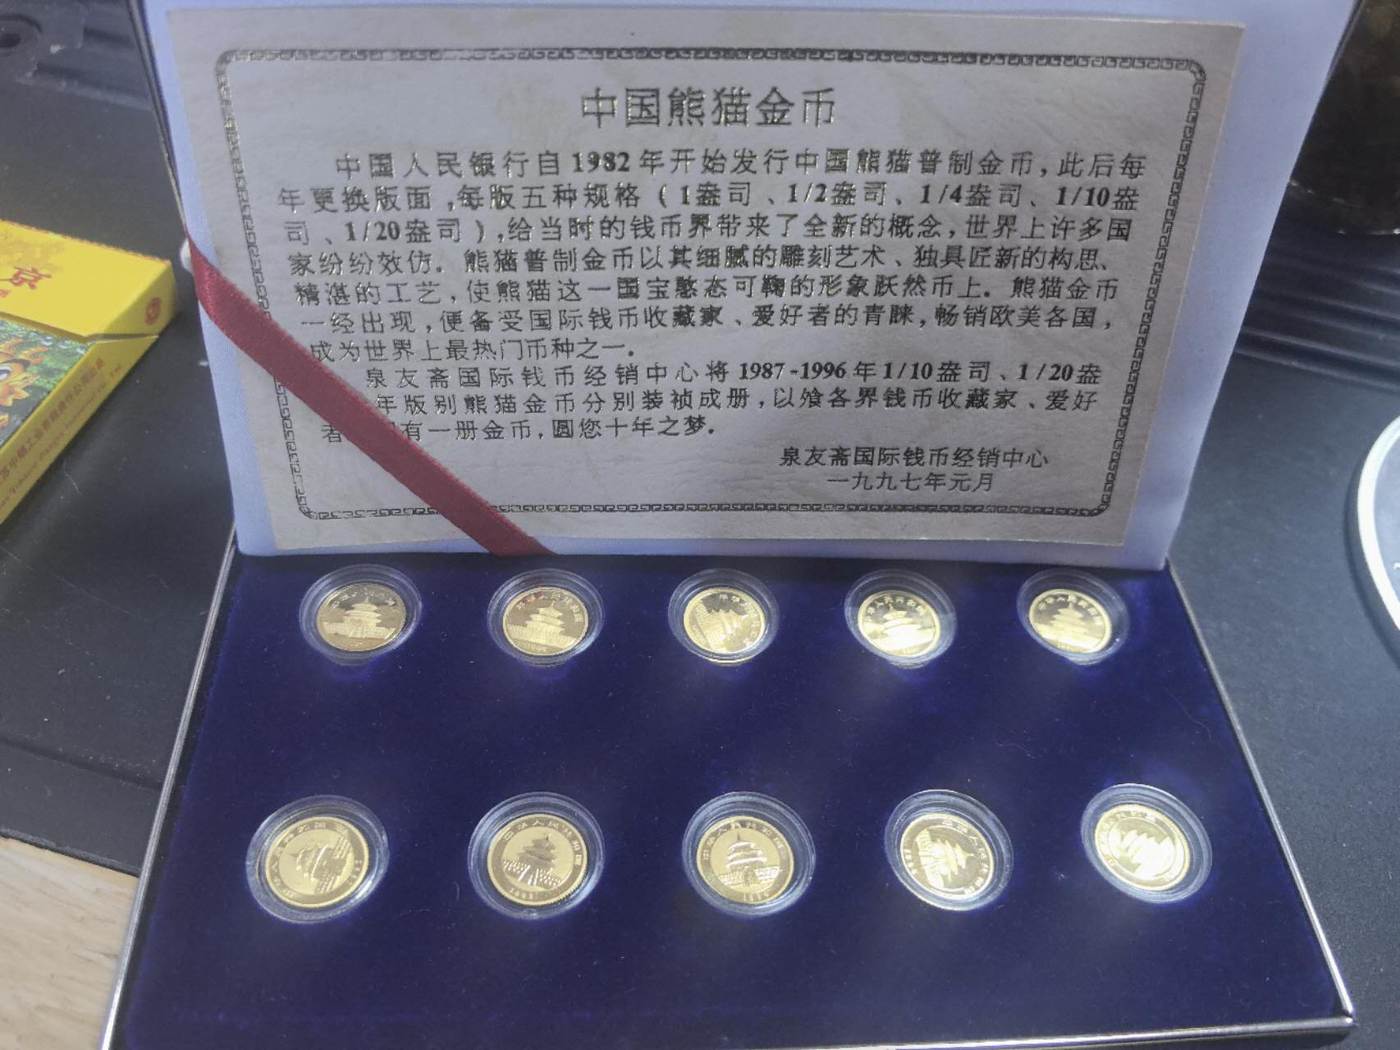 中国熊猫金币
中国人民银行自1982年开始发行中国熊猫普制金币,此后每
年更换版面,每版五种规格(1盎司、1/2盎司、1/4盎司、1/10盎
司、1/20盎司),给当时的钱币界带来了全新的概念,世界上许多国
家纷纷效仿。熊猫普制金币以其细腻的雕刻艺术、独具匠新的构思、
精湛的工艺,使熊猫这一国宝憨态可鞠的形象跃然币上。熊猫金币
一经出现,便备受国际钱币收藏家、爱好者的青睐,畅销欧美各国,
成为世界上最热门币种之一。
泉友斋国际钱币经销中心将1987-1996年1/10盎司、1/20盎
年版别熊猫金币分别装祯成册,以飨各界钱币收藏家、爱好
者 有一册金币,圆您十年之梦。
泉友斋国际钱币经销中心
一九九七年元月
京